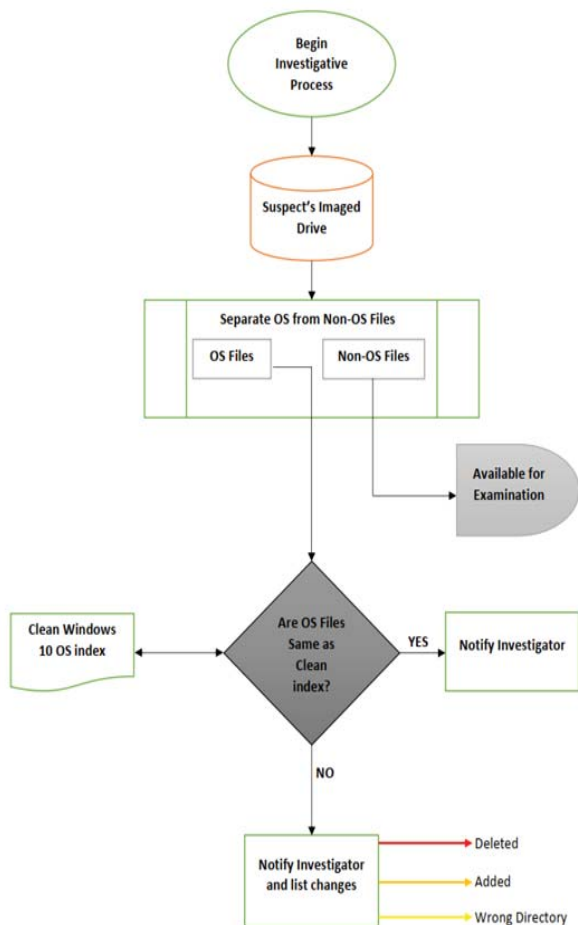 Begin
Investigative
Process
Suspect's Imaged
Drive
Separate OS from Non-OS Files
OS Files
Non-OS Files
Available for
Examination
Clean Windows
10 OS index
Are OS Files
Same as
Clean
index?
YES
Notify Investigator
NO
Notify Investigator
and list changes
Deleted
Added
Wrong Directory